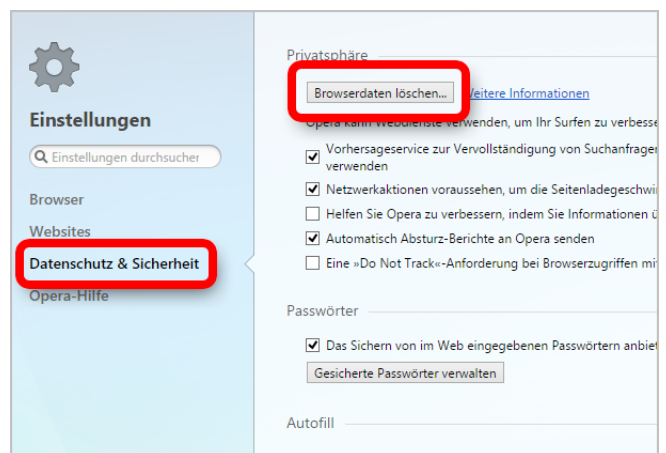 Einstellungen
Einstellungen durchsucher
Browser
Websites
Datenschutz & Sicherheit
Opera-Hilfe
Privatsphäre
Browserdaten löschen... Weitere Informationen
Opera kann Webdienste verwenden, um Ihr Surfen zu verbesse
Vorhersageservice zur Vervollständigung von Suchanfragen
verwenden
Netzwerkaktionen voraussehen, um die Seitenladegeschwi
Helfen Sie Opera zu verbessern, indem Sie Informationen ü
Automatisch Absturz-Berichte an Opera senden
Eine »Do Not Track«-Anforderung bei Browserzugriffen mi
Passwörter
Das Sichern von im Web eingegebenen Passwörtern anbiet
Gesicherte Passwörter verwalten
Autofill